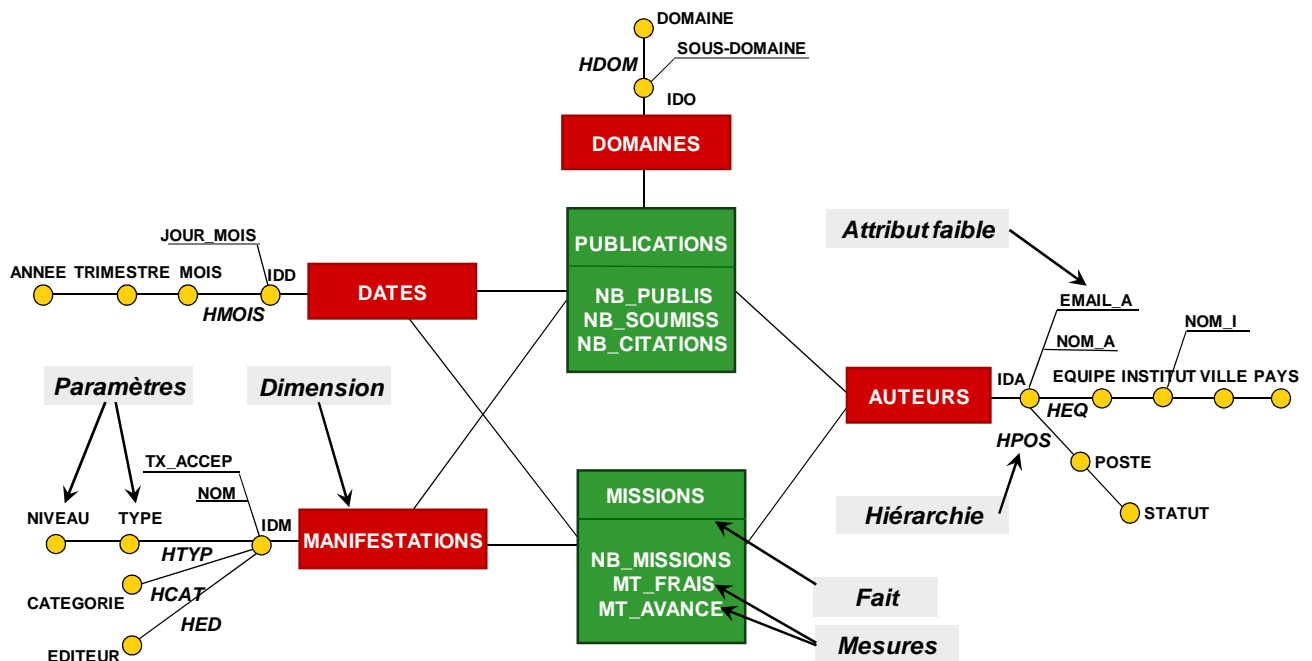 DOMAINE
SOUS-DOMAINE
HDOM
IDO
DOMAINES
PUBLICATIONS
NB_PUBLIS
NB_SOUMISS
NB_CITATIONS
JOUR_MOIS
ANNEE TRIMESTRE MOIS IDD
HMOIS
DATES
Attribut faible
EMAIL_A
NOM_A
NOM_I
IDA EQUIPE INSTITUT VILLE PAYS
AUTEURS
HEQ
HPOS
POSTE
STATUT
Hiérarchie
Paramètres
Dimension
TX_ACCEP
NOM
NIVEAU TYPE IDM
MANIFESTATIONS
HTYP
HCAT
CATEGORIE
HED
EDITEUR
MISSIONS
NB_MISSIONS
MT_FRAIS
MT_AVANCE
Fait
Mesures